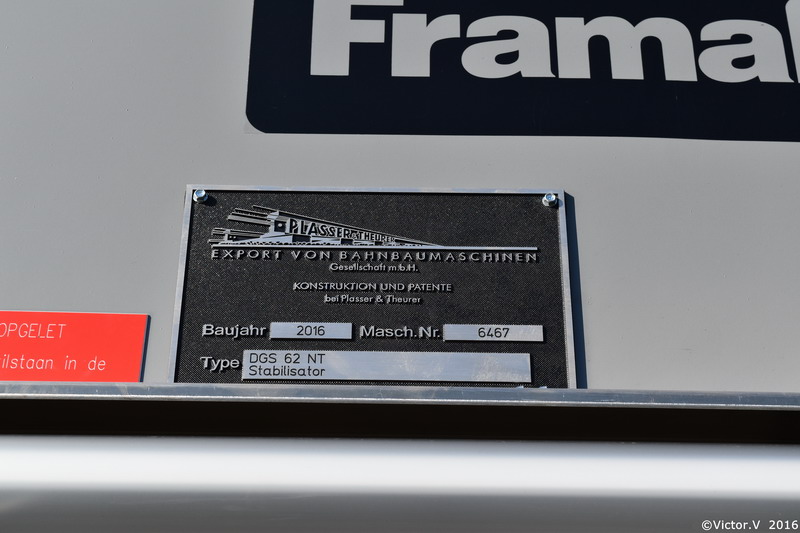 Frama
PLASSER & THEURER
EXPORT VON BAHNBAUMASCHINEN
Gesellschaft m.b.H.
KONSTRUKTION UND PATENTE
bei Plasser & Theurer
Baujahr 2016 Masch.Nr. 6467
Type DGS 62 NT
Stabilisator
OPGELET
ilstaan in de
©Victor.V 2016